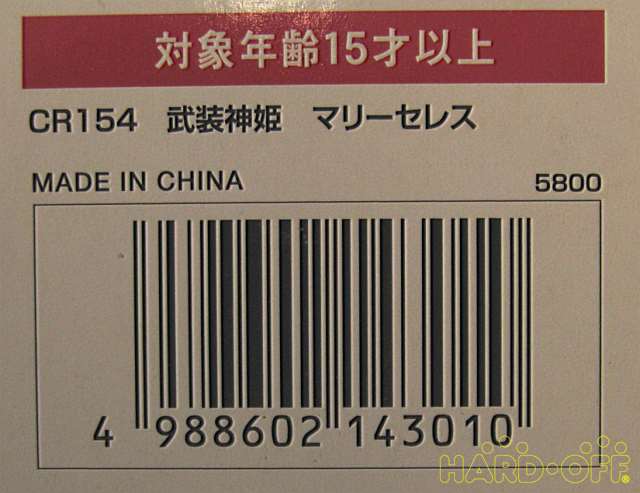 対象年齢15才以上
CR154 武装神姫 マリーセレス
MADE IN CHINA 5800
4 988602 143010
HARD·OFF®